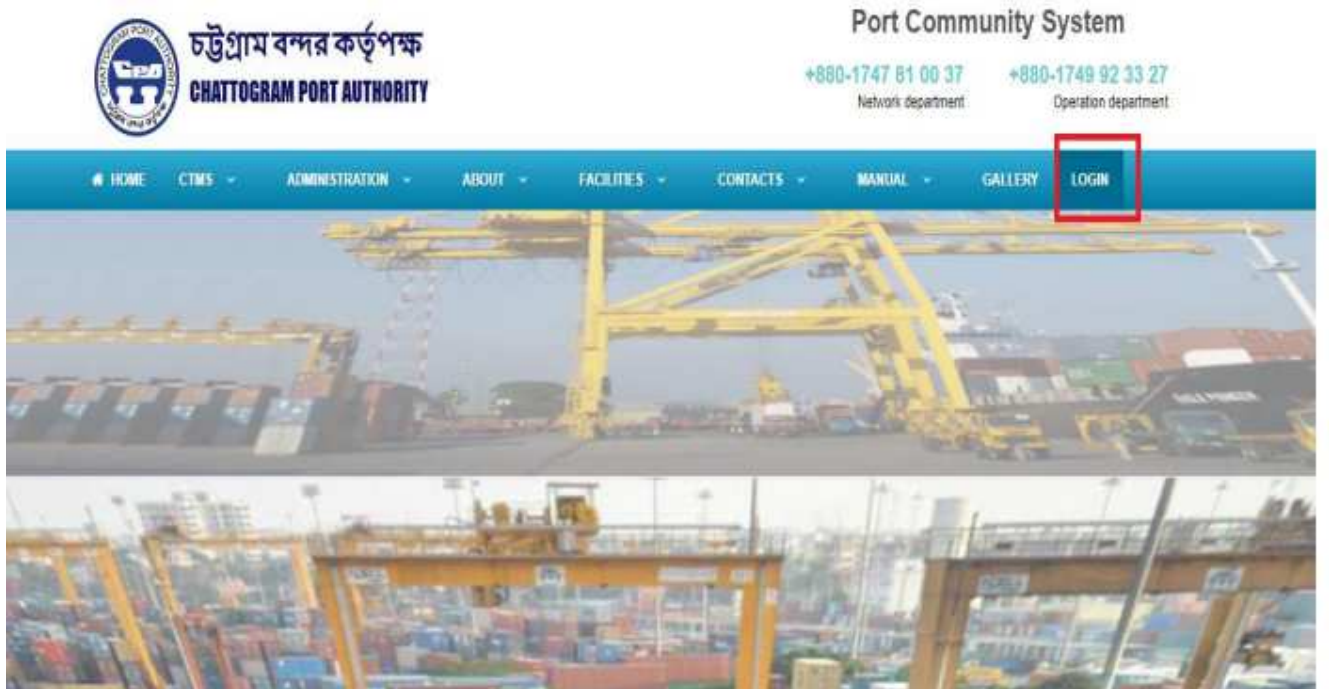 চট্টগ্রাম বন্দর কর্তৃপক্ষ
CHATTOGRAM PORT AUTHORITY
Port Community System
+880-1747 81 00 37 +880-1749 92 33 27
Network department Operation department
HOME CTMS ADMINISTRATION ABOUT FACILITIES CONTACTS MANUAL GALLERY LOGIN